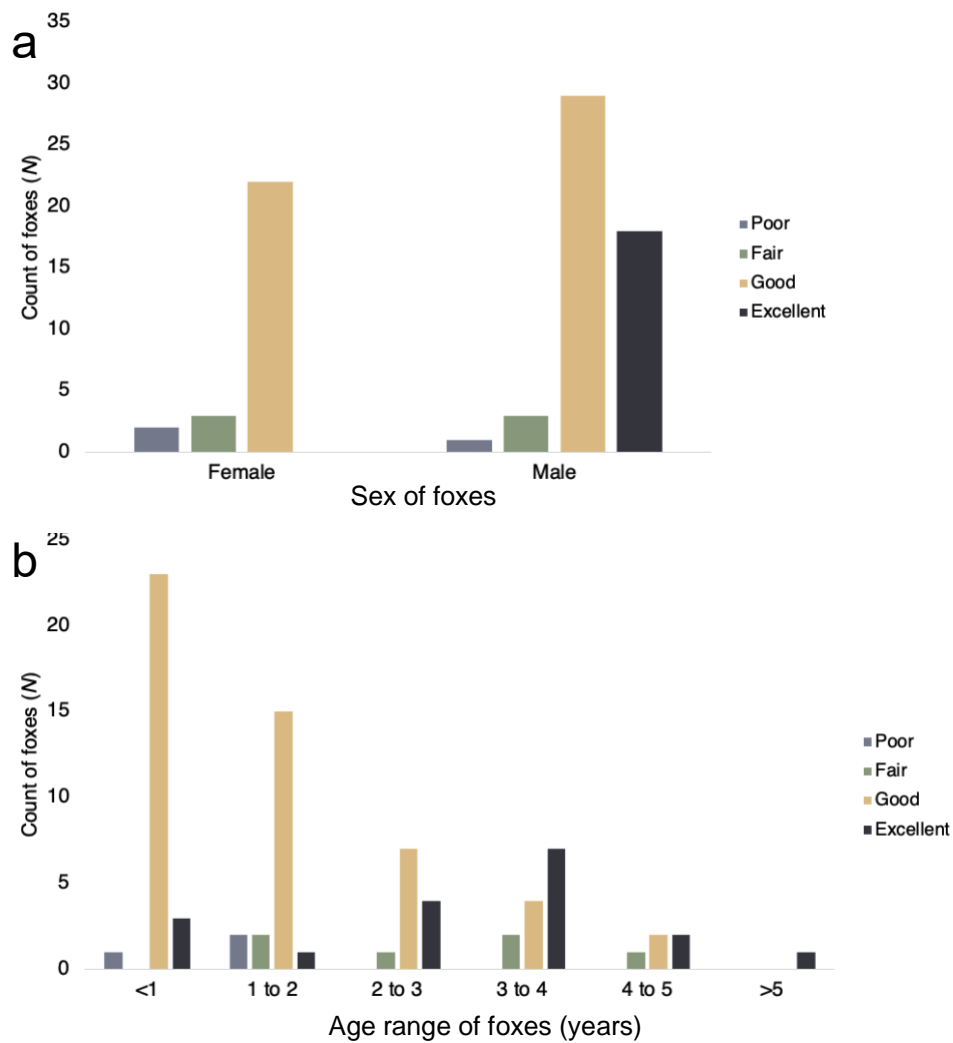 a
35
30
25
20
15
10
5
0
Count of foxes (N)
Female
Male
Sex of foxes
Poor
Fair
Good
Excellent
b
25
20
15
10
5
0
Count of foxes (N)
<1
1 to 2
2 to 3
3 to 4
4 to 5
>5
Age range of foxes (years)
Poor
Fair
Good
Excellent